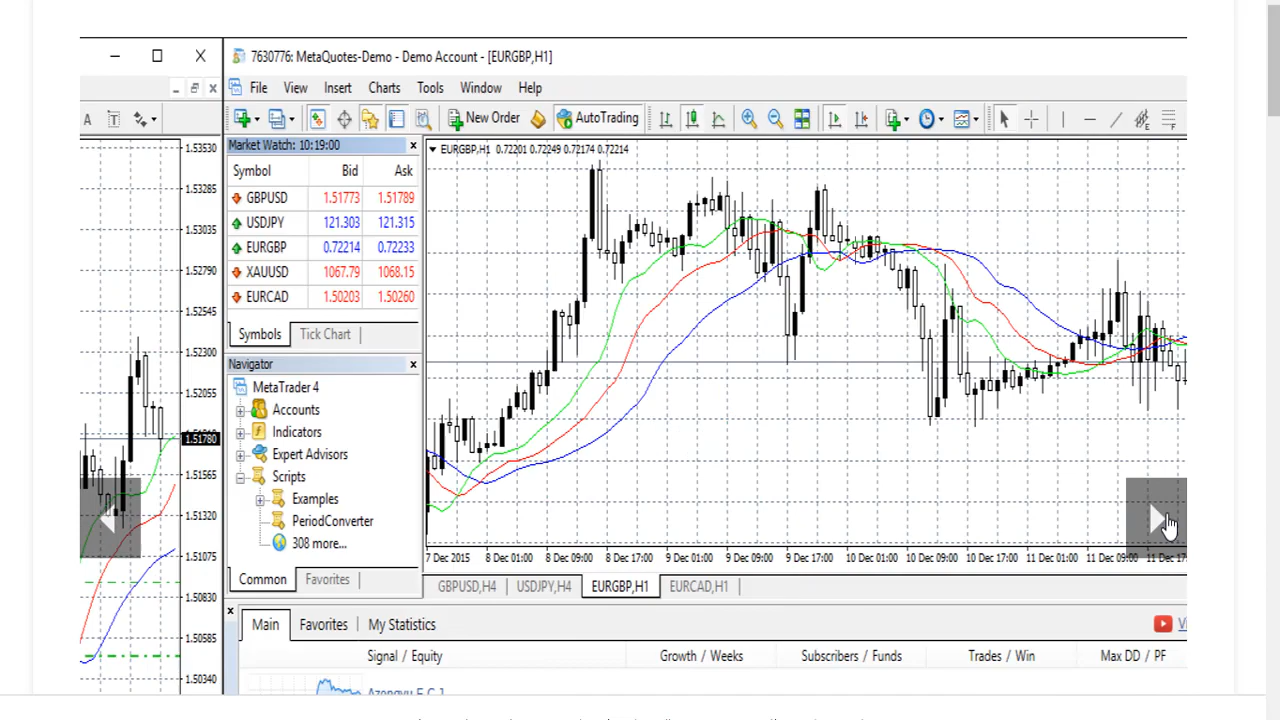 7630776: MetaQuotes-Demo - Demo Account - [EURGBP,H1]
File View Insert Charts Tools Window Help
A T New Order AutoTrading
Market Watch: 10:19:00
Symbol Bid Ask
GBPUSD 1.51773 1.51789
USDJPY 121.303 121.315
EURGBP 0.72214 0.72233
XAUUSD 1067.79 1068.15
EURCAD 1.50203 1.50260
Symbols Tick Chart
Navigator
MetaTrader 4
Accounts
Indicators
Expert Advisors
Scripts
Examples
PeriodConverter
308 more...
Common Favorites
1.53530
1.53285
1.53035
1.52790
1.52545
1.52300
1.52055
1.51780
1.51565
1.51320
1.51075
1.50830
1.50585
1.50340
EURGBP,H1 0.72201 0.72249 0.72174 0.72214
7 Dec 2015 8 Dec 01:00 8 Dec 09:00 8 Dec 17:00 9 Dec 01:00 9 Dec 09:00 9 Dec 17:00 10 Dec 01:00 10 Dec 09:00 10 Dec 17:00 11 Dec 01:00 11 Dec 09:00 11 Dec
GBPUSD,H4 USDJPY,H4 EURGBP,H1 EURCAD,H1
Main Favorites My Statistics
Signal / Equity Growth / Weeks Subscribers / Funds Trades / Win Max DD / PF